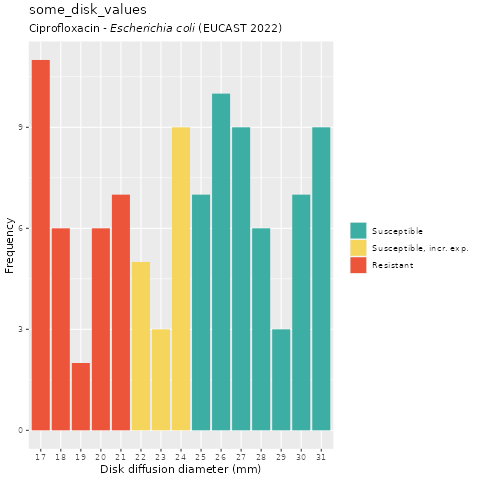 some_disk_values
Ciprofloxacin - Escherichia coli (EUCAST 2022)
Frequency
9
6
3
0
17 18 19 20 21 22 23 24 25 26 27 28 29 30 31
Disk diffusion diameter (mm)
Susceptible
Susceptible, incr. exp.
Resistant